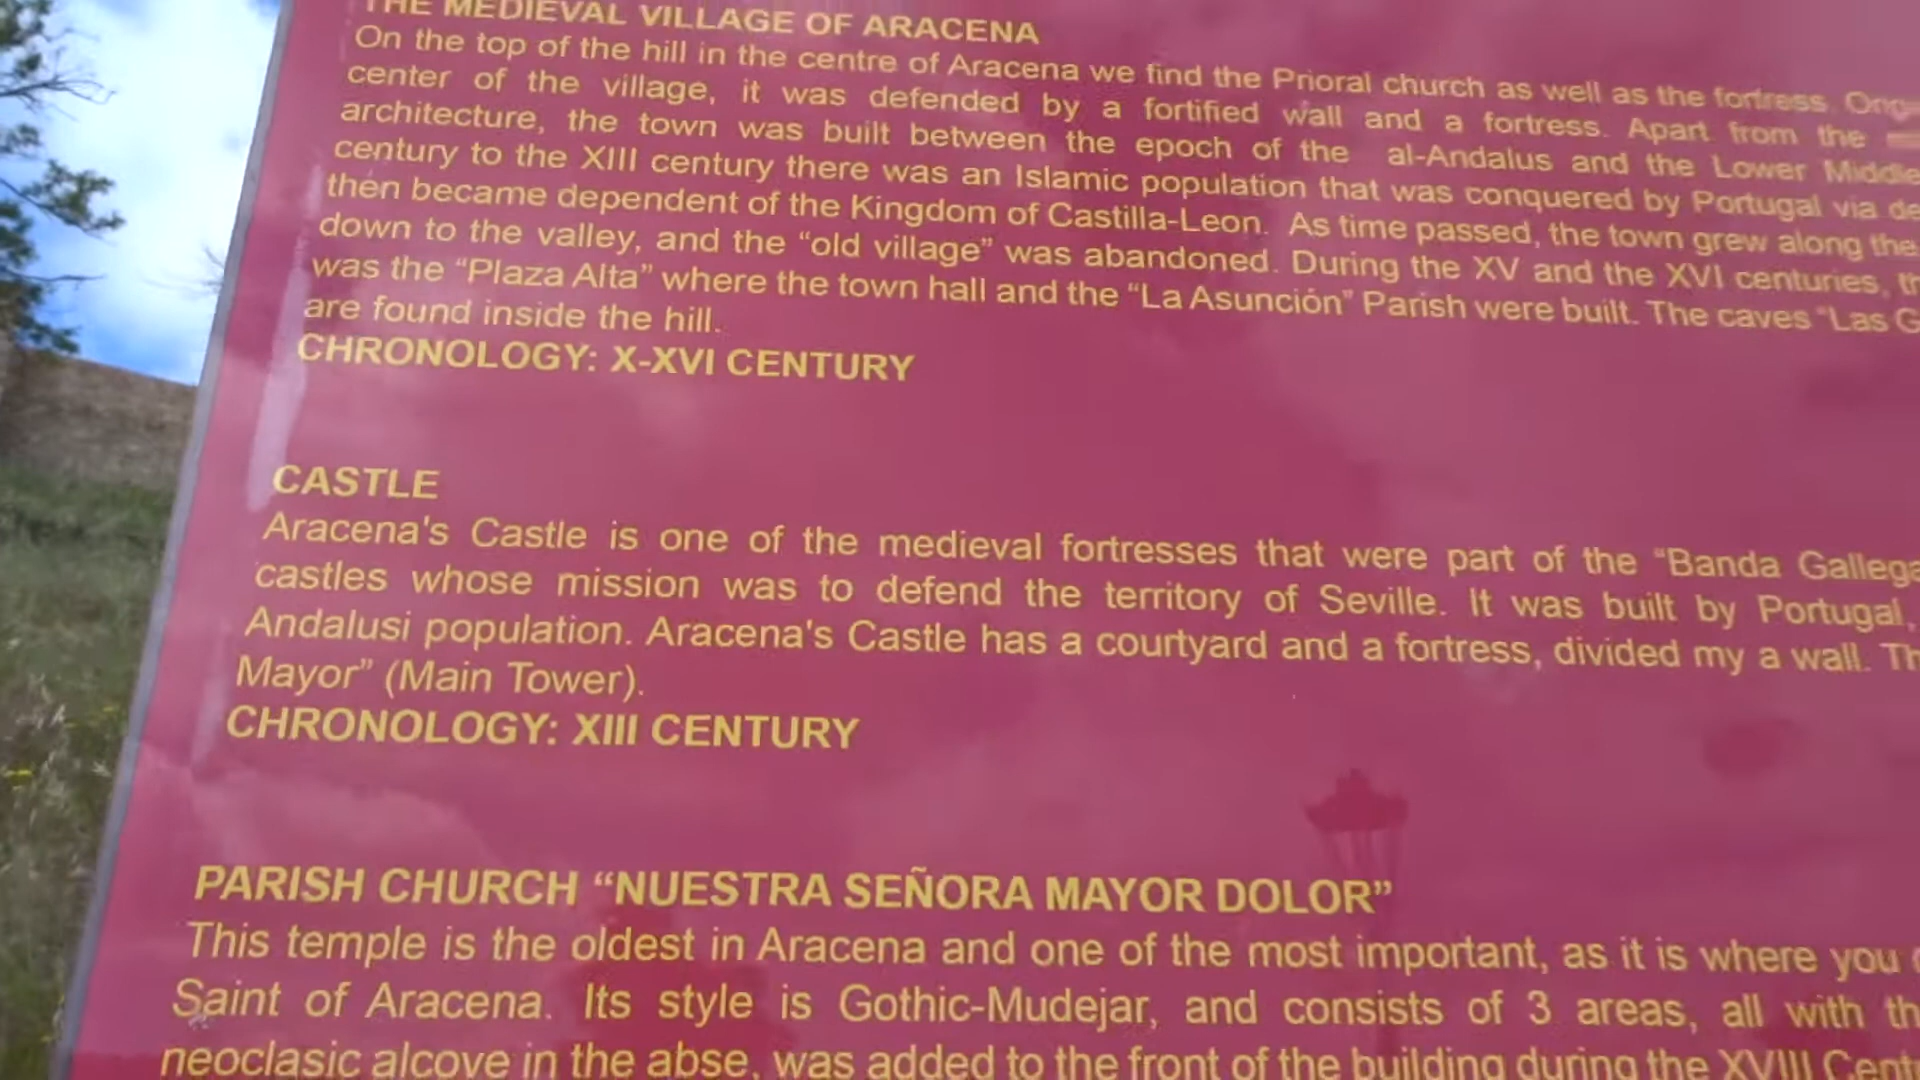 THE MEDIEVAL VILLAGE OF ARACENA
On the top of the hill in the centre of Aracena we find the Prioral church as well as the fortress.
center of the village, it was defended by a fortified wall and a fortress. Apart from the
architecture, the town was built between the epoch of the al-Andalus and the Lower Middle
century to the XIII century there was an Islamic population that was conquered by Portugal via
then became dependent of the Kingdom of Castilla-Leon. As time passed, the town grew along the
down to the valley, and the “old village” was abandoned. During the XV and the XVI centuries,
was the “Plaza Alta” where the town hall and the “La Asunción” Parish were built. The caves “Las
are found inside the hill.
CHRONOLOGY: X-XVI CENTURY
CASTLE
Aracena's Castle is one of the medieval fortresses that were part of the “Banda Gallega
castles whose mission was to defend the territory of Seville. It was built by Portugal,
Andalusi population. Aracena's Castle has a courtyard and a fortress, divided my a wall.
Mayor” (Main Tower).
CHRONOLOGY: XIII CENTURY
PARISH CHURCH “NUESTRA SEÑORA MAYOR DOLOR”
This temple is the oldest in Aracena and one of the most important, as it is where you
Saint of Aracena. Its style is Gothic-Mudejar, and consists of 3 areas, all with
neoclasic alcove in the abse, was added to the front of the building during the XVIII